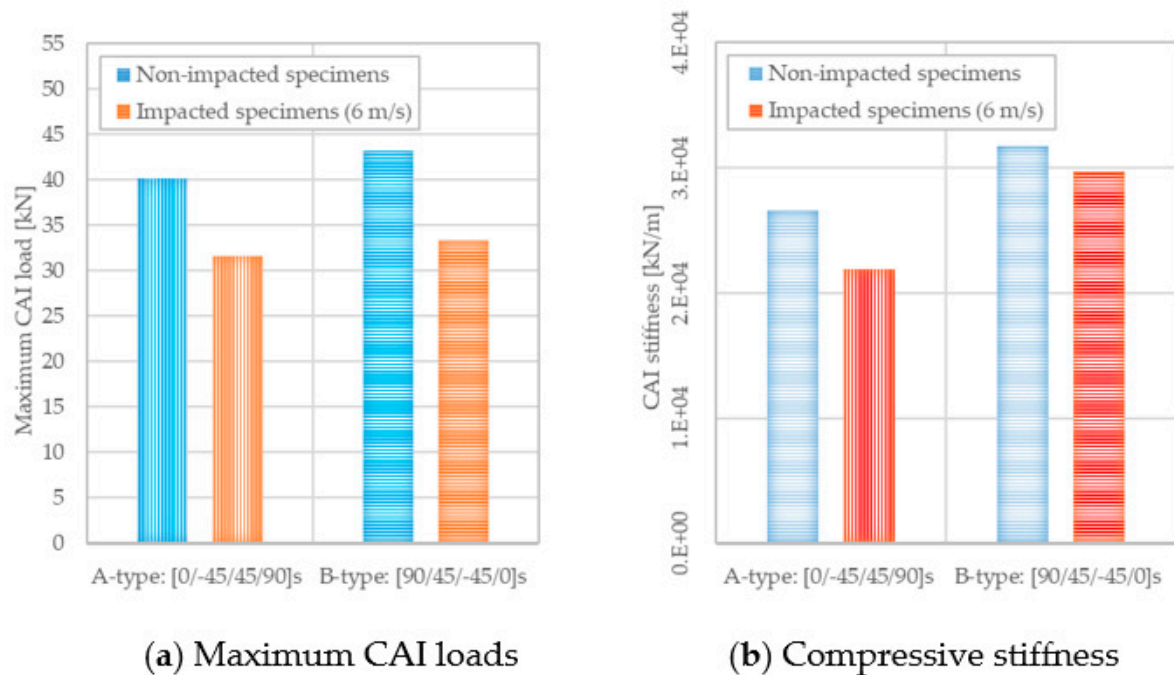 55
50
45
40
35
30
25
20
15
10
5
0
Maximum CAI load [kN]
Non-impacted specimens
Impacted specimens (6 m/s)
A-type: [0/-45/45/90]s
B-type: [90/45/-45/0]s
(a) Maximum CAI loads
4.E+04
3.E+04
2.E+04
1.E+04
0.E+00
CAI stiffness [kN/m]
Non-impacted specimens
Impacted specimens (6 m/s)
A-type: [0/-45/45/90]s
B-type: [90/45/-45/0]s
(b) Compressive stiffness